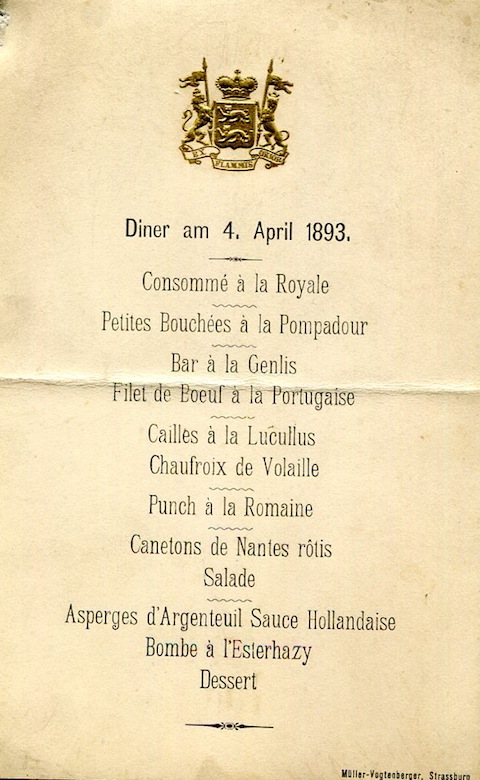 EX FLAMMIS ORIOR
Diner am 4. April 1893.
Consommé à la Royale
Petites Bouchées à la Pompadour
Bar à la Genlis
Filet de Boeuf à la Portugaise
Cailles à la Lucullus
Chaufroix de Volaille
Punch à la Romaine
Canetons de Nantes rôtis
Salade
Asperges d'Argenteuil Sauce Hollandaise
Bombe à l'Esterhazy
Dessert
Müller-Vogtenberger, Strassburg